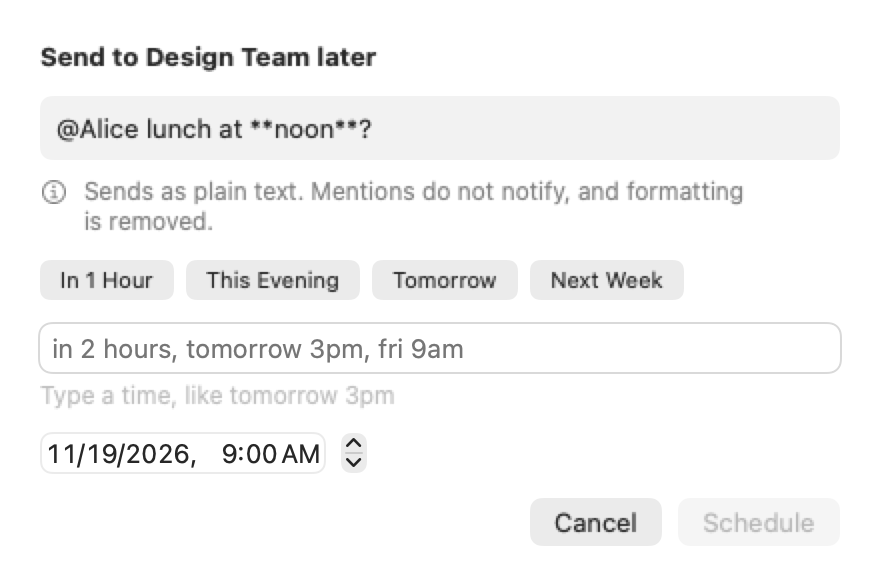 Send to Design Team later
@Alice lunch at **noon**?
Sends as plain text. Mentions do not notify, and formatting
is removed.
In 1 Hour This Evening Tomorrow Next Week
in 2 hours, tomorrow 3pm, fri 9am
Type a time, like tomorrow 3pm
11/19/2026, 9:00 AM
Cancel Schedule